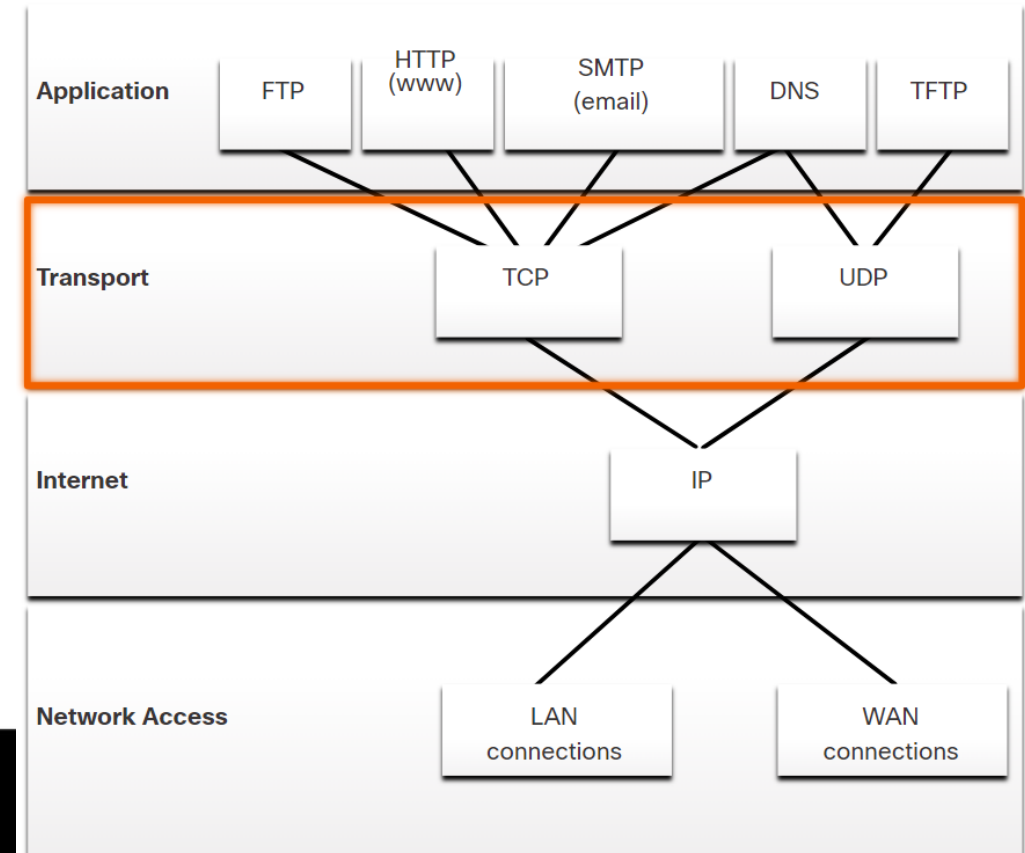 Application
FTP
HTTP
(www)
SMTP
(email)
DNS
TFTP
Transport
TCP
UDP
Internet
IP
Network Access
LAN
connections
WAN
connections